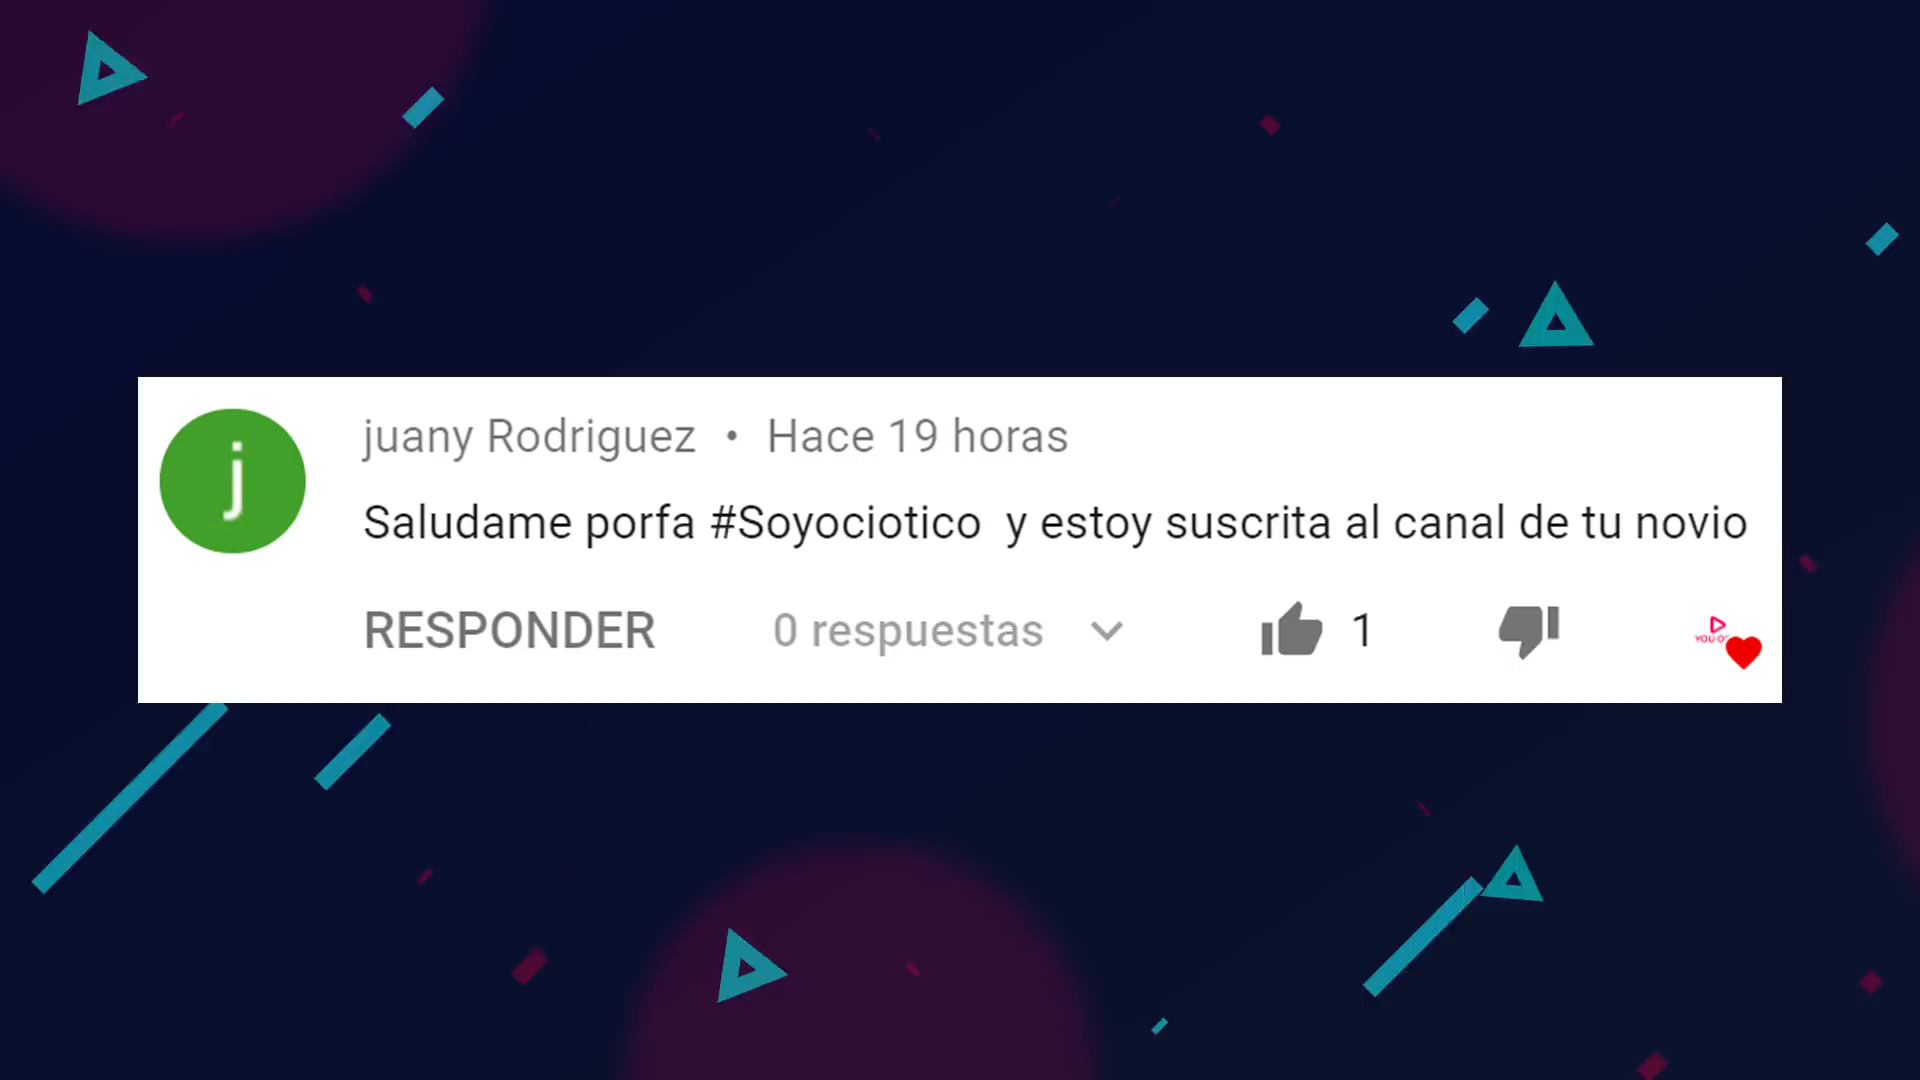 j
juany Rodriguez • Hace 19 horas
Saludame porfa #Soyociotico y estoy suscrita al canal de tu novio
RESPONDER 0 respuestas 1